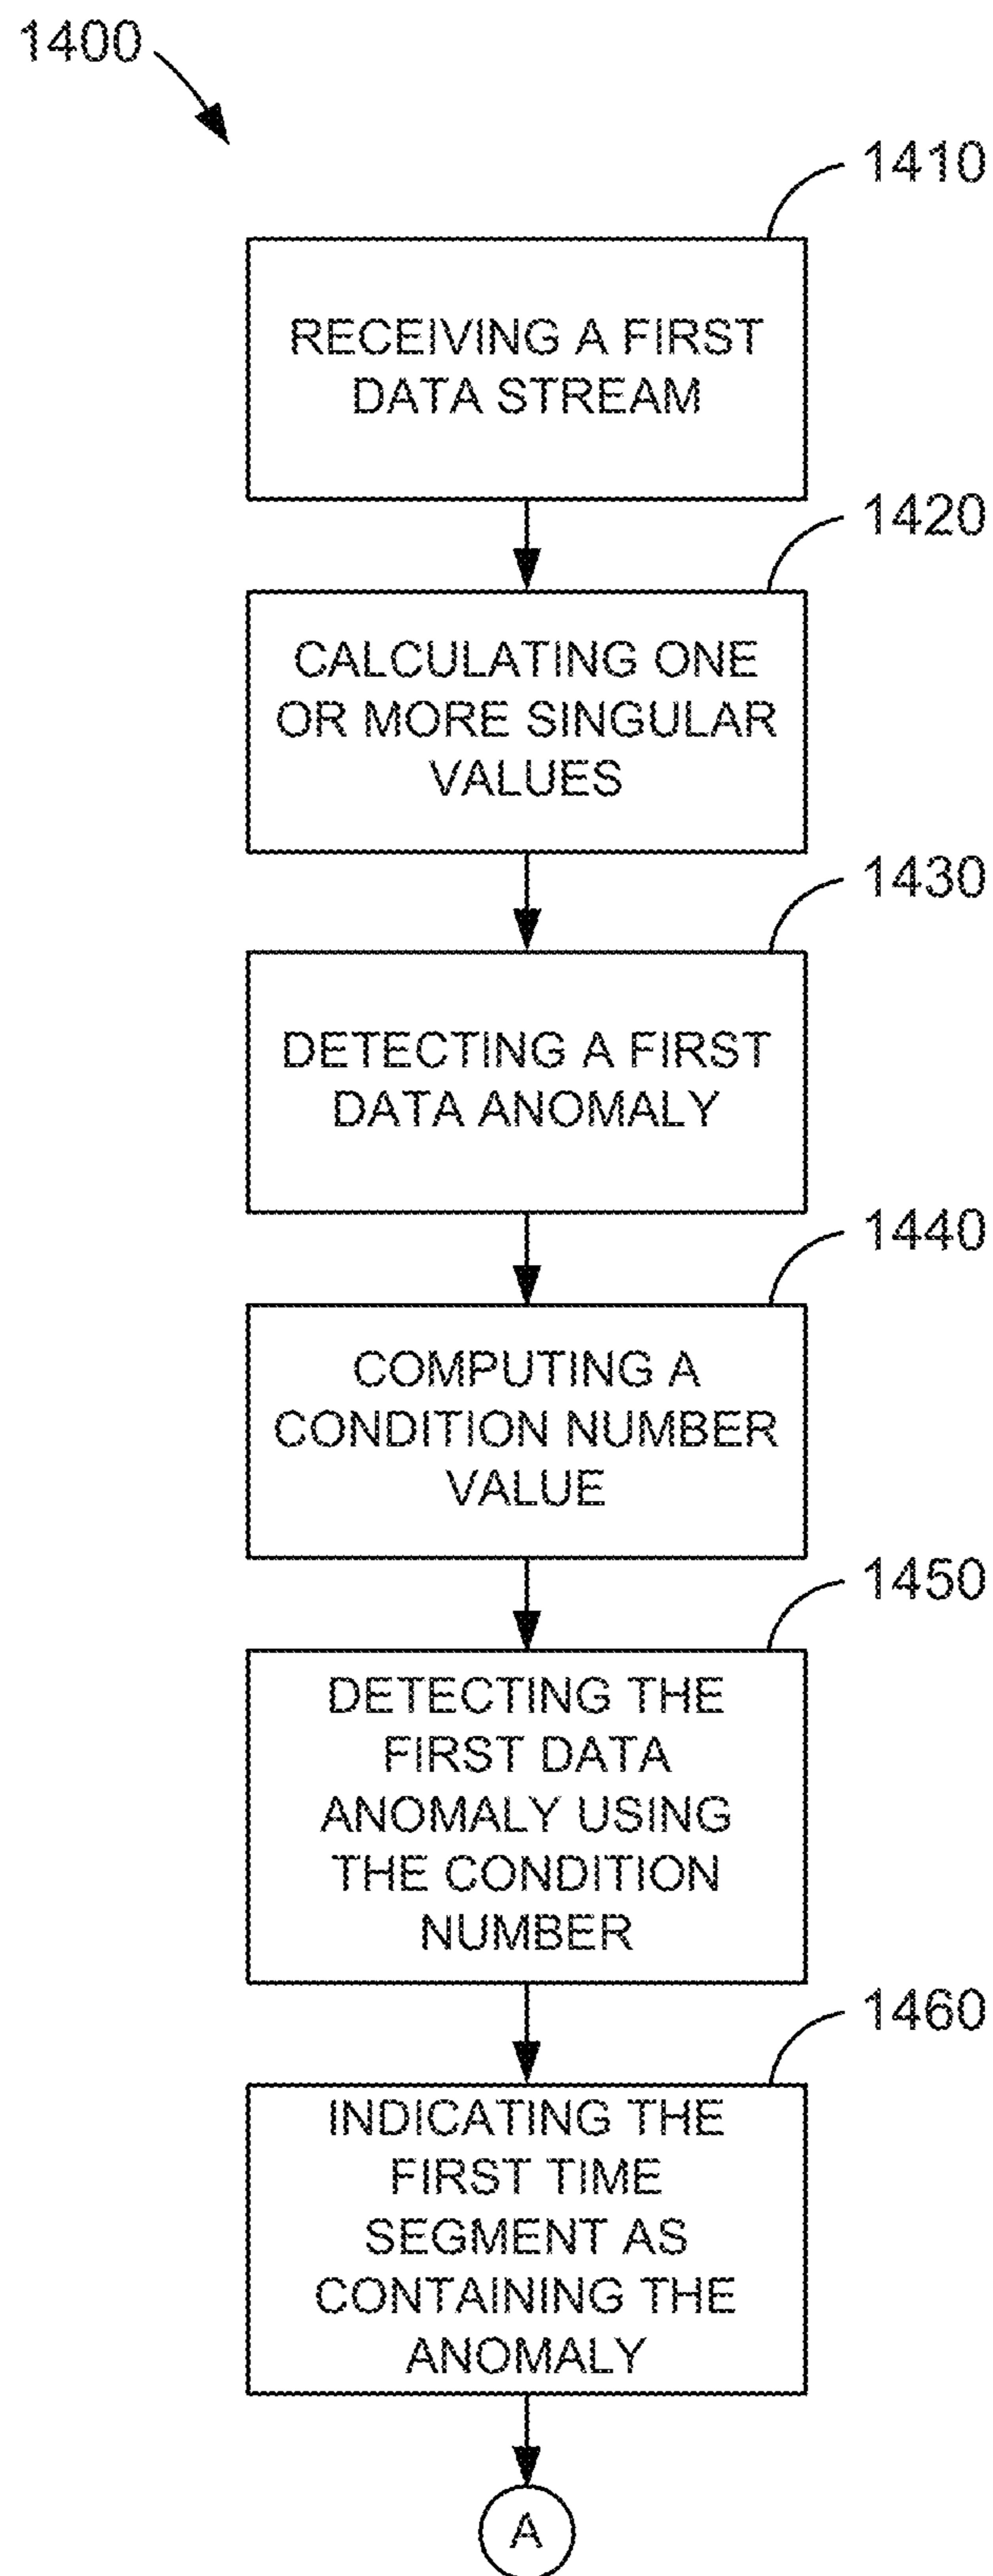 1400
1410
RECEIVING A FIRST
DATA STREAM
1420
CALCULATING ONE
OR MORE SINGULAR
VALUES
1430
DETECTING A FIRST
DATA ANOMALY
1440
COMPUTING A
CONDITION NUMBER
VALUE
1450
DETECTING THE
FIRST DATA
ANOMALY USING
THE CONDITION
NUMBER
1460
INDICATING THE
FIRST TIME
SEGMENT AS
CONTAINING THE
ANOMALY
A